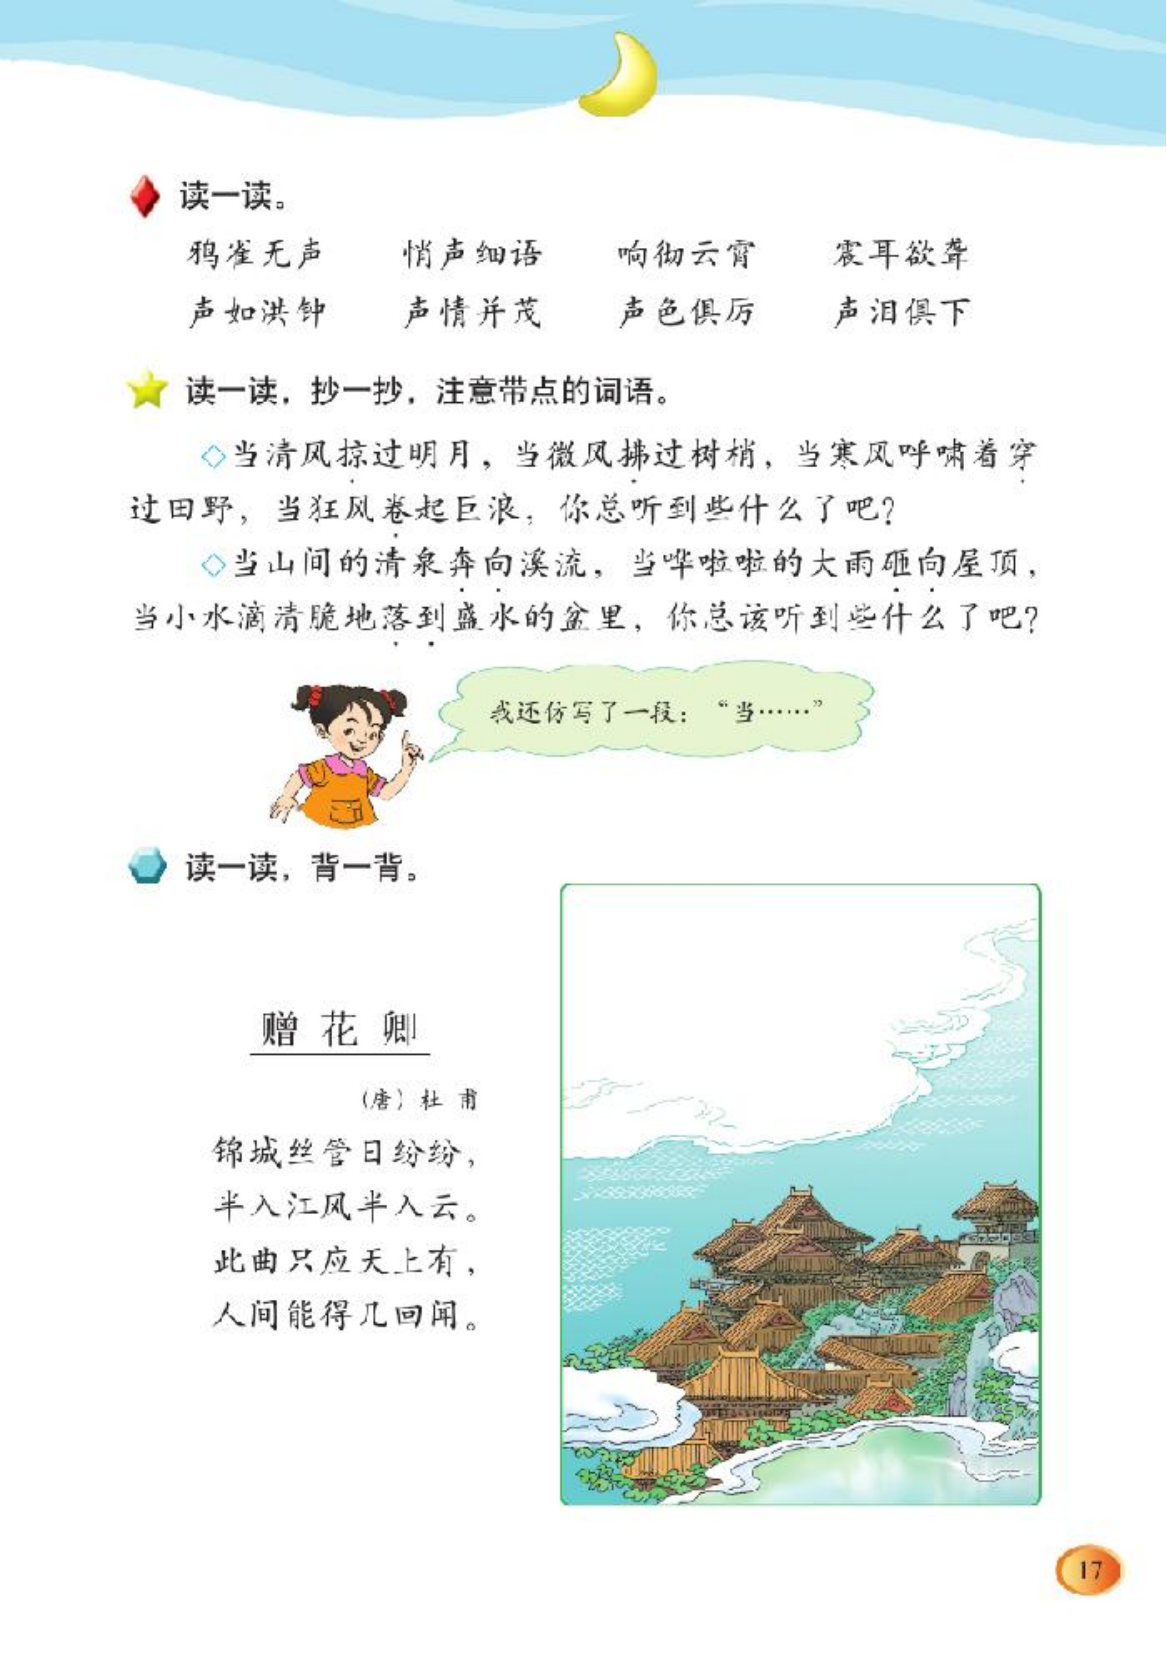 读一读。
鸦雀无声 悄声细语 响彻云霄 震耳欲聋
声如洪钟 声情并茂 声色俱厉 声泪俱下
读一读，抄一抄，注意带点的词语。
◇当清风掠过明月，当微风拂过树梢，当寒风呼啸着穿
过田野，当狂风卷起巨浪，你总听到些什么了吧？
◇当山间的清泉奔向溪流，当哗啦啦的大雨砸向屋顶，
当小水滴清脆地落到盛水的盆里，你总该听到些什么了吧？
我还仿写了一段：“当……”
读一读，背一背。
赠花卿
（唐）杜甫
锦城丝管日纷纷，
半入江风半入云。
此曲只应天上有，
人间能得几回闻。
17